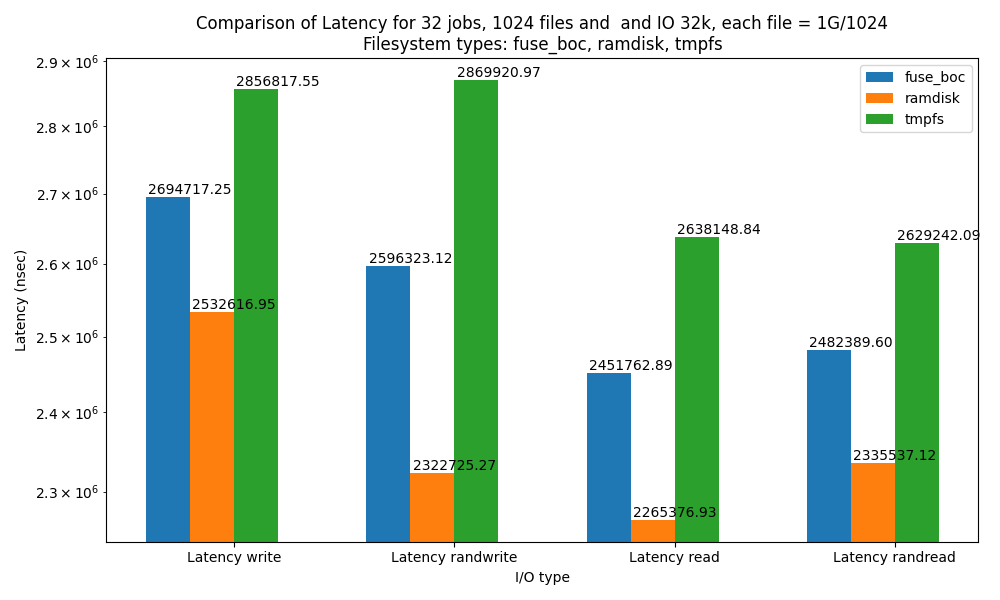 Comparison of Latency for 32 jobs, 1024 files and  and IO 32k, each file = 1G/1024
Filesystem types: fuse_boc, ramdisk, tmpfs
fuse_boc
ramdisk
tmpfs
Latency (nsec)
2.9 × 10⁶
2.8 × 10⁶
2.7 × 10⁶
2.6 × 10⁶
2.5 × 10⁶
2.4 × 10⁶
2.3 × 10⁶
2694717.25
2532616.95
2856817.55
2596323.12
2322725.27
2869920.97
2451762.89
2265376.93
2638148.84
2482389.60
2335537.12
2629242.09
Latency write
Latency randwrite
Latency read
Latency randread
I/O type